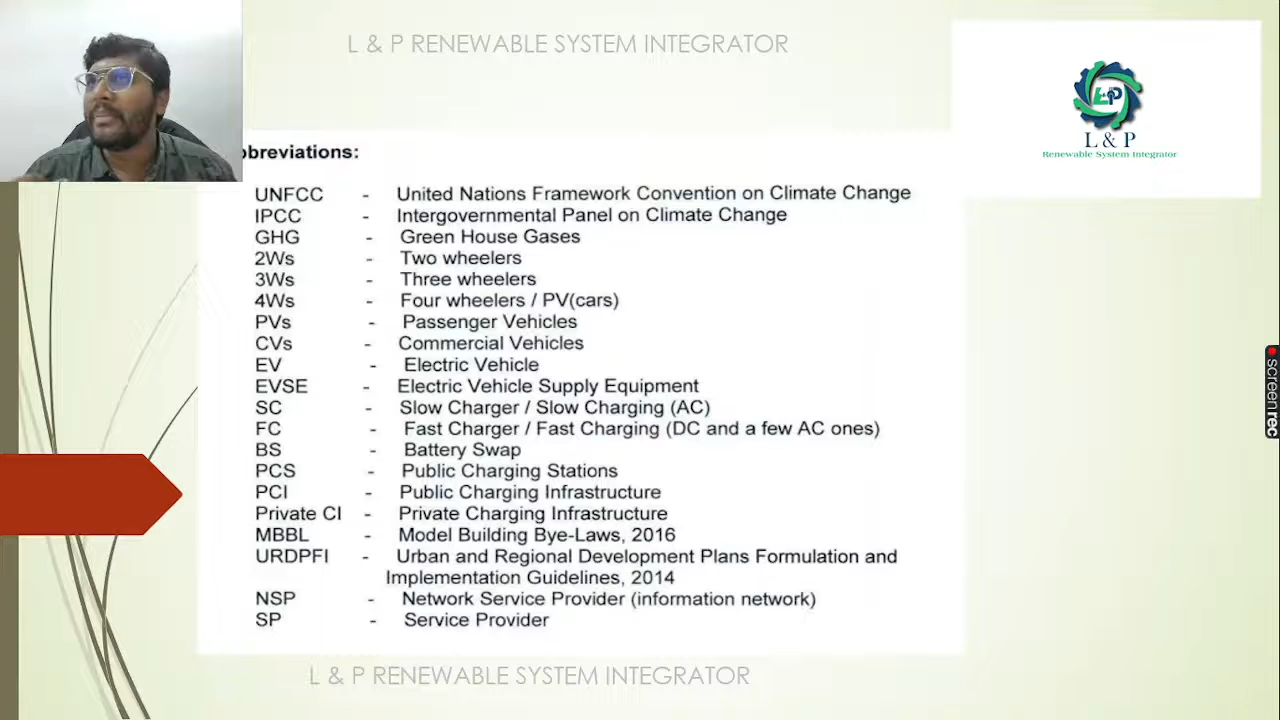 L & P RENEWABLE SYSTEM INTEGRATOR
L&P
L & P
Renewable System Integrator
bbreviations:
UNFCC - United Nations Framework Convention on Climate Change
IPCC - Intergovernmental Panel on Climate Change
GHG - Green House Gases
2Ws - Two wheelers
3Ws - Three wheelers
4Ws - Four wheelers / PV(cars)
PVs - Passenger Vehicles
CVs - Commercial Vehicles
EV - Electric Vehicle
EVSE - Electric Vehicle Supply Equipment
SC - Slow Charger / Slow Charging (AC)
FC - Fast Charger / Fast Charging (DC and a few AC ones)
BS - Battery Swap
PCS - Public Charging Stations
PCI - Public Charging Infrastructure
Private CI - Private Charging Infrastructure
MBBL - Model Building Bye-Laws, 2016
URDPFI - Urban and Regional Development Plans Formulation and
Implementation Guidelines, 2014
NSP - Network Service Provider (information network)
SP - Service Provider
L & P RENEWABLE SYSTEM INTEGRATOR
screenrec